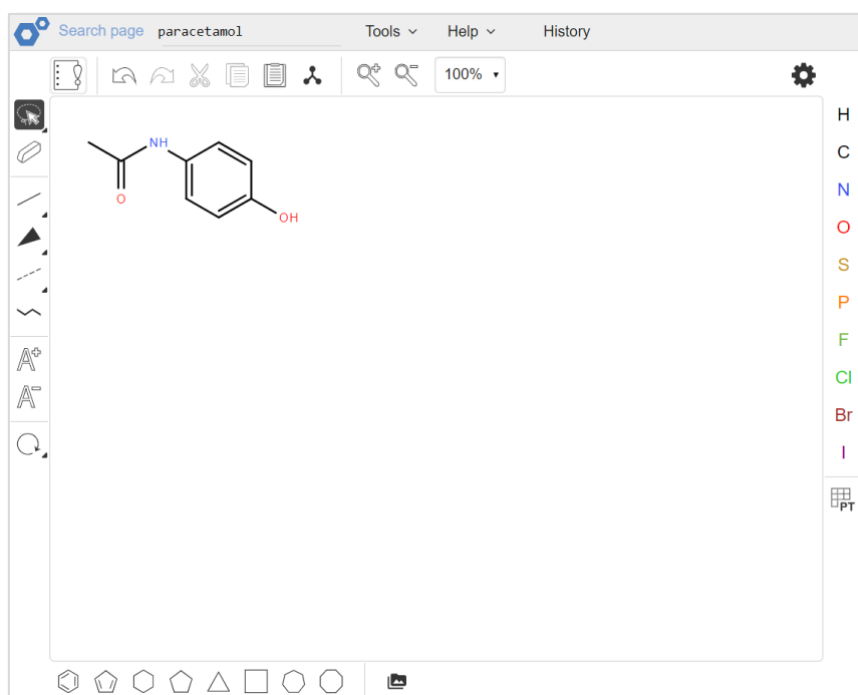 Search page paracetamol Tools Help History
100%
H
C
N
O
S
P
F
Cl
Br
I
PT
A+
A-
NH
O
OH